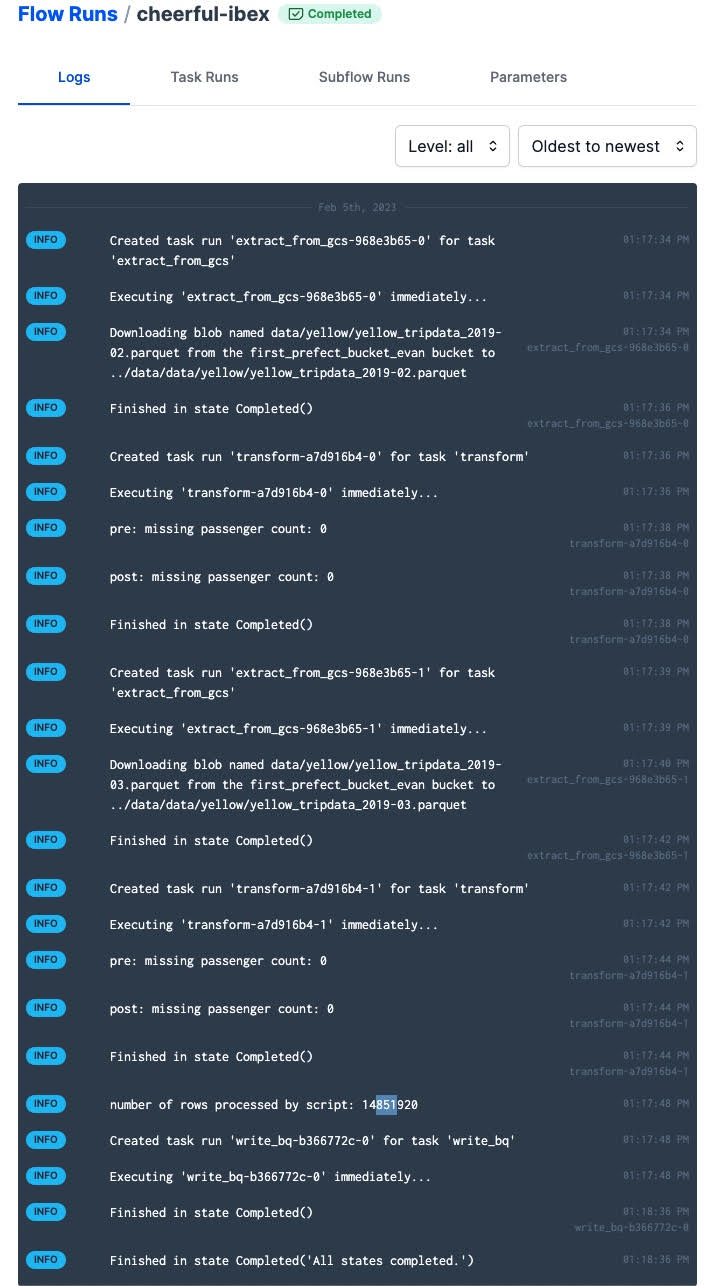 Flow Runs / cheerful-ibex Completed
Logs Task Runs Subflow Runs Parameters
Level: all Oldest to newest
Feb 5th, 2023
INFO Created task run 'extract_from_gcs-968e3b65-0' for task 01:17:34 PM
'extract_from_gcs'
INFO Executing 'extract_from_gcs-968e3b65-0' immediately... 01:17:34 PM
INFO Downloading blob named data/yellow/yellow_tripdata_2019- 01:17:34 PM
02.parquet from the first_prefect_bucket_evan bucket to extract_from_gcs-968e3b65-0
../data/data/yellow/yellow_tripdata_2019-02.parquet
INFO Finished in state Completed() 01:17:36 PM
extract_from_gcs-968e3b65-0
INFO Created task run 'transform-a7d916b4-0' for task 'transform' 01:17:36 PM
INFO Executing 'transform-a7d916b4-0' immediately... 01:17:36 PM
INFO pre: missing passenger count: 0 01:17:38 PM
transform-a7d916b4-0
INFO post: missing passenger count: 0 01:17:38 PM
transform-a7d916b4-0
INFO Finished in state Completed() 01:17:38 PM
transform-a7d916b4-0
INFO Created task run 'extract_from_gcs-968e3b65-1' for task 01:17:39 PM
'extract_from_gcs'
INFO Executing 'extract_from_gcs-968e3b65-1' immediately... 01:17:39 PM
INFO Downloading blob named data/yellow/yellow_tripdata_2019- 01:17:40 PM
03.parquet from the first_prefect_bucket_evan bucket to extract_from_gcs-968e3b65-1
../data/data/yellow/yellow_tripdata_2019-03.parquet
INFO Finished in state Completed() 01:17:42 PM
extract_from_gcs-968e3b65-1
INFO Created task run 'transform-a7d916b4-1' for task 'transform' 01:17:42 PM
INFO Executing 'transform-a7d916b4-1' immediately... 01:17:42 PM
INFO pre: missing passenger count: 0 01:17:44 PM
transform-a7d916b4-1
INFO post: missing passenger count: 0 01:17:44 PM
transform-a7d916b4-1
INFO Finished in state Completed() 01:17:44 PM
transform-a7d916b4-1
INFO number of rows processed by script: 14851920 01:17:48 PM
INFO Created task run 'write_bq-b366772c-0' for task 'write_bq' 01:17:48 PM
INFO Executing 'write_bq-b366772c-0' immediately... 01:17:48 PM
INFO Finished in state Completed() 01:18:36 PM
write_bq-b366772c-0
INFO Finished in state Completed('All states completed.') 01:18:36 PM